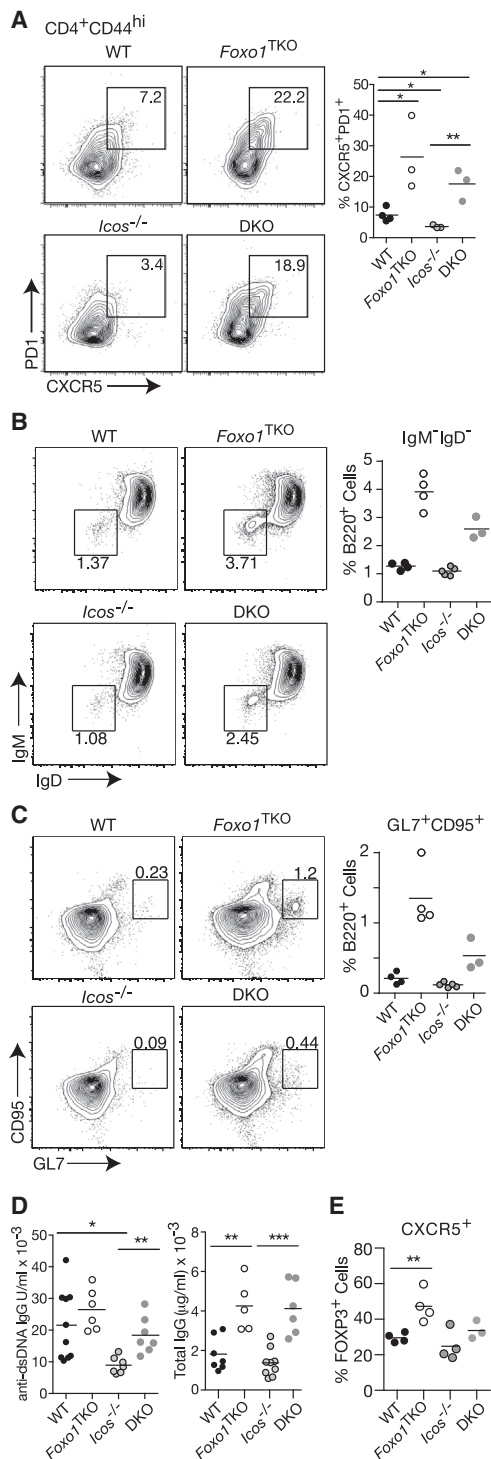 A
CD4+CD44hi
WT Foxo1TKO
7.2 22.2
Icos-/- DKO
3.4 18.9
PD1
CXCR5
% CXCR5+PD1+
50
40
30
20
10
0
* * * **
WT Foxo1TKO Icos-/- DKO
B
WT Foxo1TKO
1.37 3.71
Icos-/- DKO
1.08 2.45
IgM
IgD
IgM-IgD-
% B220+ Cells
5
4
3
2
1
0
WT Foxo1TKO Icos-/- DKO
C
WT Foxo1TKO
0.23 1.2
Icos-/- DKO
0.09 0.44
CD95
GL7
GL7+CD95+
% B220+ Cells
2
1
0
WT Foxo1TKO Icos-/- DKO
D
anti-dsDNA IgG U/ml x 10-3
50
40
30
20
10
0
* **
WT Foxo1TKO Icos-/- DKO
Total IgG (µg/ml) x 10-3
8
6
4
2
0
** ***
WT Foxo1TKO Icos-/- DKO
E
CXCR5+
% FOXP3+ Cells
80
60
40
20
0
**
WT Foxo1TKO Icos-/- DKO